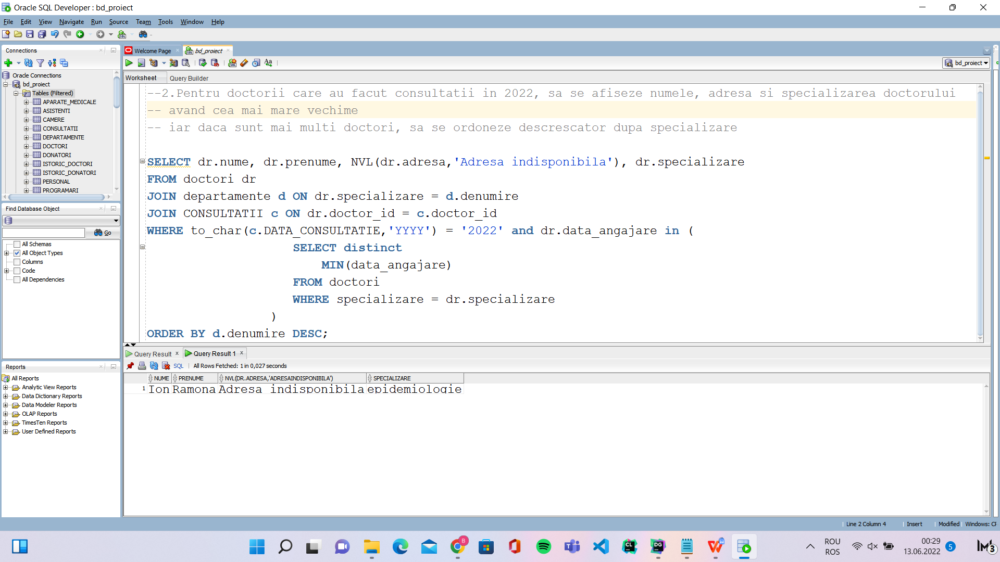 Oracle SQL Developer : bd_proiect
File Edit View Navigate Run Source Team Tools Window Help
Connections
Oracle Connections
bd_proiect
Tables (Filtered)
APARATE_MEDICALE
ASISTENTI
CAMERE
CONSULTATII
DEPARTAMENTE
DOCTORI
DONATORI
ISTORIC_DOCTORI
ISTORIC_DONATORI
PERSONAL
PROGRAMARI
Find Database Object
Go
All Schemas
All Object Types
Columns
Code
All Dependencies
Reports
All Reports
Analytic View Reports
Data Dictionary Reports
Data Modeler Reports
OLAP Reports
TimesTen Reports
User Defined Reports
Welcome Page bd_proiect
bd_proiect
Worksheet Query Builder
--2.Pentru doctorii care au facut consultatii in 2022, sa se afiseze numele, adresa si specializarea doctorului
-- avand cea mai mare vechime
-- iar daca sunt mai multi doctori, sa se ordoneze descrescator dupa specializare
SELECT dr.nume, dr.prenume, NVL(dr.adresa,'Adresa indisponibila'), dr.specializare
FROM doctori dr
JOIN departamente d ON dr.specializare = d.denumire
JOIN CONSULTATII c ON dr.doctor_id = c.doctor_id
WHERE to_char(c.DATA_CONSULTATIE,'YYYY') = '2022' and dr.data_angajare in (
SELECT distinct
MIN(data_angajare)
FROM doctori
WHERE specializare = dr.specializare
)
ORDER BY d.denumire DESC;
Query Result Query Result 1
SQL All Rows Fetched: 1 in 0,027 seconds
NUME PRENUME NVL(DR.ADRESA,'ADRESAINDISPONIBILA') SPECIALIZARE
1 Ion Ramona Adresa indisponibila epidemiologie
Line 2 Column 4 Insert Modified Windows: CF
ROU
ROS
00:29
13.06.2022
5
3